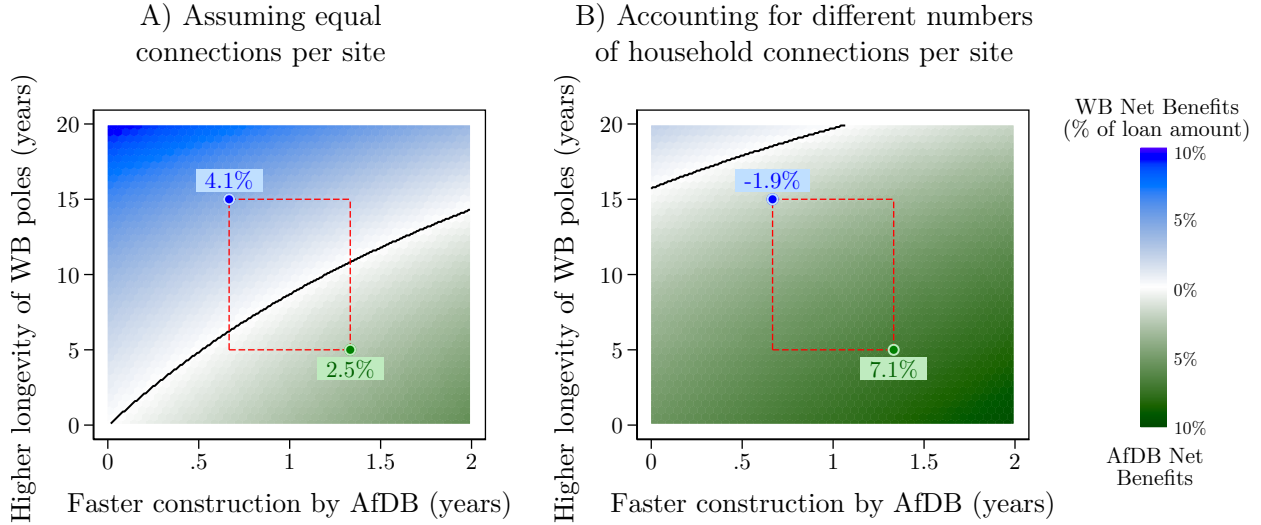 A) Assuming equal
connections per site
Higher longevity of WB poles (years)
20
15
10
5
0
4.1%
2.5%
0
.5
1
1.5
2
Faster construction by AfDB (years)
B) Accounting for different numbers
of household connections per site
Higher longevity of WB poles (years)
20
15
10
5
0
-1.9%
7.1%
0
.5
1
1.5
2
Faster construction by AfDB (years)
WB Net Benefits
(% of loan amount)
10%
5%
0%
5%
10%
AfDB Net
Benefits